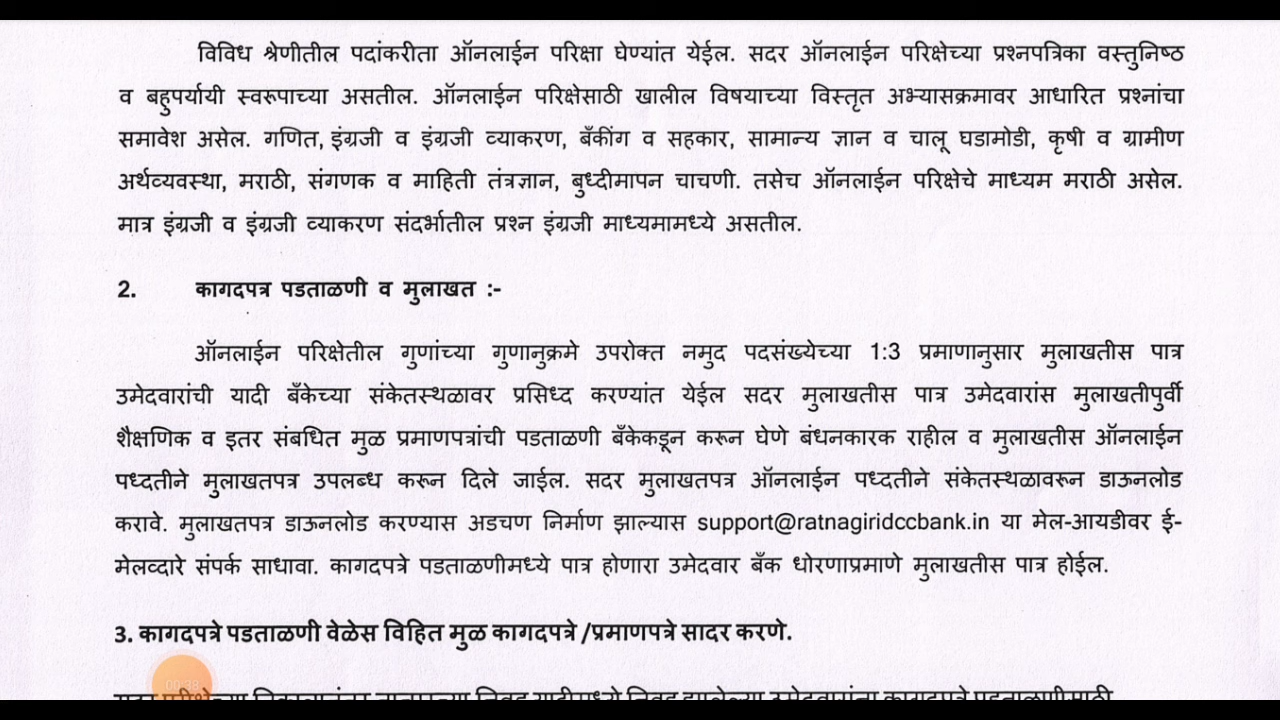 विविध श्रेणीतील पदांकरीता ऑनलाईन परिक्षा घेण्यांत येईल. सदर ऑनलाईन परिक्षेच्या प्रश्नपत्रिका वस्तुनिष्ठ
व बहुपर्यायी स्वरूपाच्या असतील. ऑनलाईन परिक्षेसाठी खालील विषयाच्या विस्तृत अभ्यासक्रमावर आधारित प्रश्नांचा
समावेश असेल. गणित, इंग्रजी व इंग्रजी व्याकरण, बँकींग व सहकार, सामान्य ज्ञान व चालू घडामोडी, कृषी व ग्रामीण
अर्थव्यवस्था, मराठी, संगणक व माहिती तंत्रज्ञान, बुध्दीमापन चाचणी. तसेच ऑनलाईन परिक्षेचे माध्यम मराठी असेल.
मात्र इंग्रजी व इंग्रजी व्याकरण संदर्भातील प्रश्न इंग्रजी माध्यमामध्ये असतील.
2. कागदपत्र पडताळणी व मुलाखत :-
ऑनलाईन परिक्षेतील गुणांच्या गुणानुक्रमे उपरोक्त नमुद पदसंख्येच्या 1:3 प्रमाणानुसार मुलाखतीस पात्र
उमेदवारांची यादी बँकेच्या संकेतस्थळावर प्रसिध्द करण्यांत येईल सदर मुलाखतीस पात्र उमेदवारांस मुलाखतीपुर्वी
शैक्षणिक व इतर संबधित मुळ प्रमाणपत्रांची पडताळणी बँकेकडून करून घेणे बंधनकारक राहील व मुलाखतीस ऑनलाईन
पध्दतीने मुलाखतपत्र उपलब्ध करून दिले जाईल. सदर मुलाखतपत्र ऑनलाईन पध्दतीने संकेतस्थळावरून डाऊनलोड
करावे. मुलाखतपत्र डाऊनलोड करण्यास अडचण निर्माण झाल्यास support@ratnagiridccbank.in या मेल-आयडीवर ई-
मेलव्दारे संपर्क साधावा. कागदपत्रे पडताळणीमध्ये पात्र होणारा उमेदवार बँक धोरणाप्रमाणे मुलाखतीस पात्र होईल.
3. कागदपत्रे पडताळणी वेळेस विहित मुळ कागदपत्रे /प्रमाणपत्रे सादर करणे.
00:38